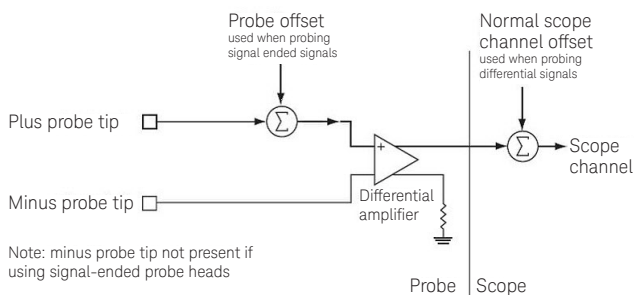 Probe offset
used when probing
signal ended signals
Normal scope
channel offset
used when probing
differential signals
Plus probe tip
Σ
+
Σ
Scope
channel
Minus probe tip
Differential
amplifier
Note: minus probe tip not present if
using signal-ended probe heads
Probe
Scope